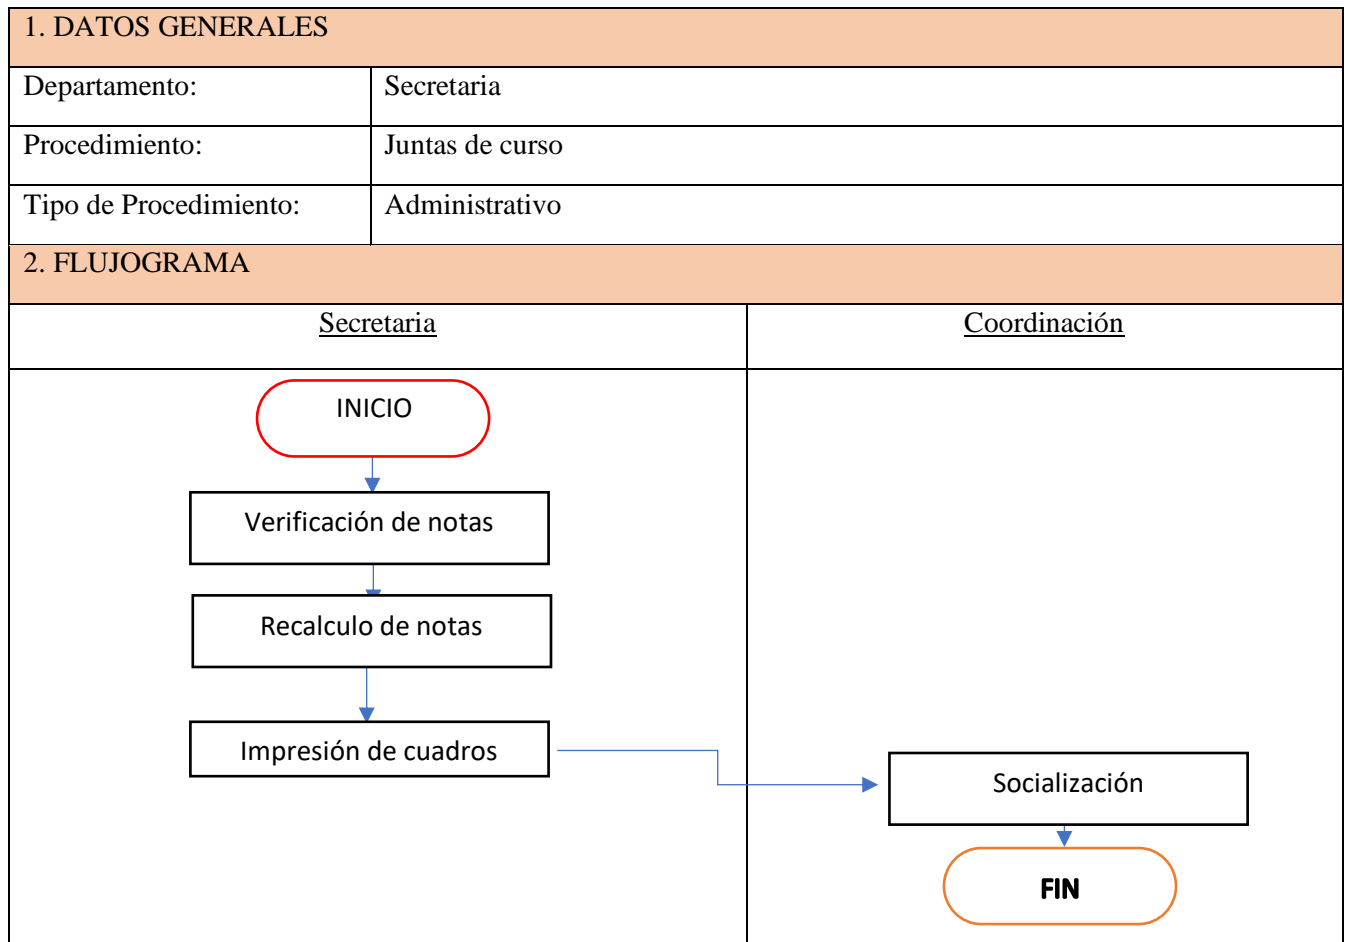 1. DATOS GENERALES
Departamento:
Secretaria
Procedimiento:
Juntas de curso
Tipo de Procedimiento:
Administrativo
2. FLUJOGRAMA
Secretaria
Coordinación
INICIO
Verificación de notas
Recalculo de notas
Impresión de cuadros
Socialización
FIN